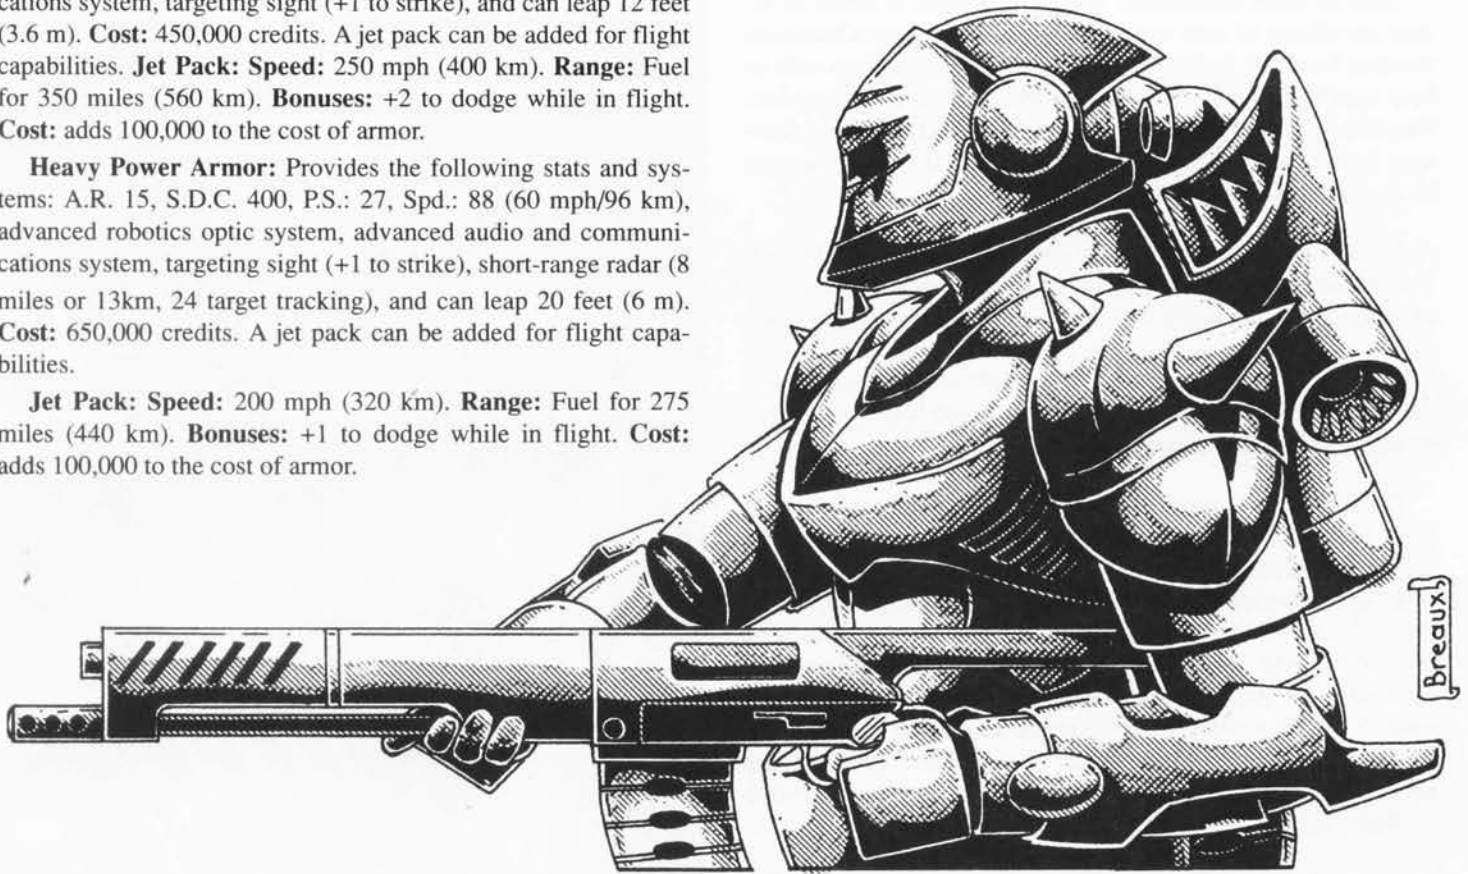 cations system, targeting sight (+1 to strike), and can leap 12 feet
(3.6 m). Cost: 450,000 credits. A jet pack can be added for flight
capabilities. Jet Pack: Speed: 250 mph (400 km). Range: Fuel
for 350 miles (560 km). Bonuses: +2 to dodge while in flight.
Cost: adds 100,000 to the cost of armor.
Heavy Power Armor: Provides the following stats and sys-
tems: A.R. 15, S.D.C. 400, P.S.: 27, Spd.: 88 (60 mph/96 km),
advanced robotics optic system, advanced audio and communi-
cations system, targeting sight (+1 to strike), short-range radar (8
miles or 13km, 24 target tracking), and can leap 20 feet (6 m).
Cost: 650,000 credits. A jet pack can be added for flight capa-
bilities.
Jet Pack: Speed: 200 mph (320 km). Range: Fuel for 275
miles (440 km). Bonuses: +1 to dodge while in flight. Cost:
adds 100,000 to the cost of armor.
Breaux